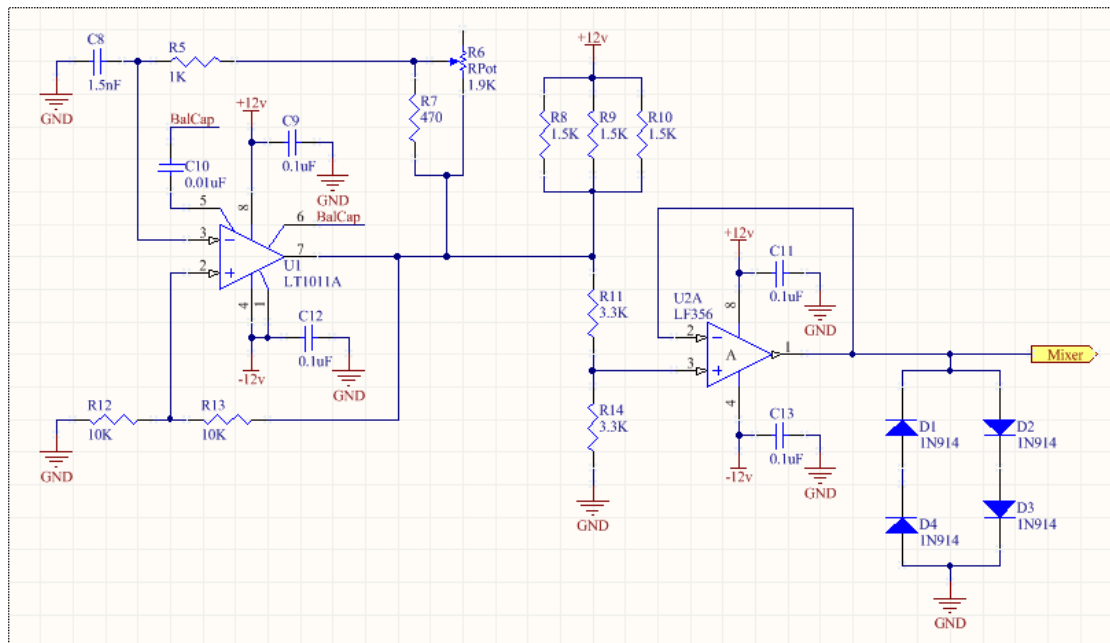 C8
1.5nF
GND
R5
1K
R6
RPot
1.9K
R7
470
+12v
BalCap
C9
0.1uF
GND
C10
0.01uF
5
8
6
BalCap
3
2
7
U1
LT1011A
4
1
C12
0.1uF
GND
-12v
R12
10K
R13
10K
GND
+12v
R8
1.5K
R9
1.5K
R10
1.5K
R11
3.3K
R14
3.3K
GND
+12v
C11
0.1uF
GND
U2A
LF356
8
2
3
A
1
4
C13
0.1uF
-12v
GND
Mixer
D1
1N914
D2
1N914
D4
1N914
D3
1N914
GND